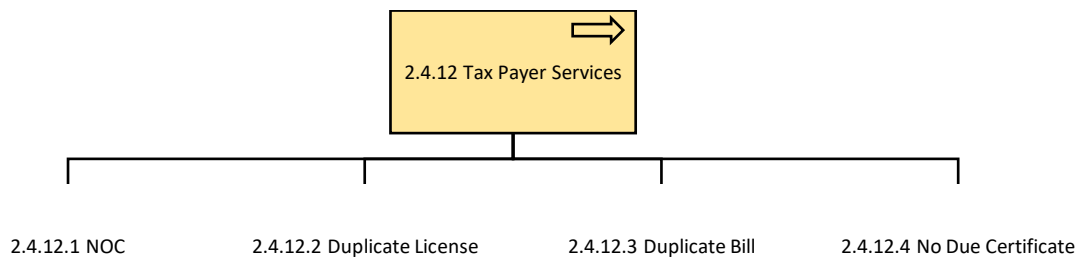 2.4.12 Tax Payer Services
2.4.12.1 NOC
2.4.12.2 Duplicate License
2.4.12.3 Duplicate Bill
2.4.12.4 No Due Certificate